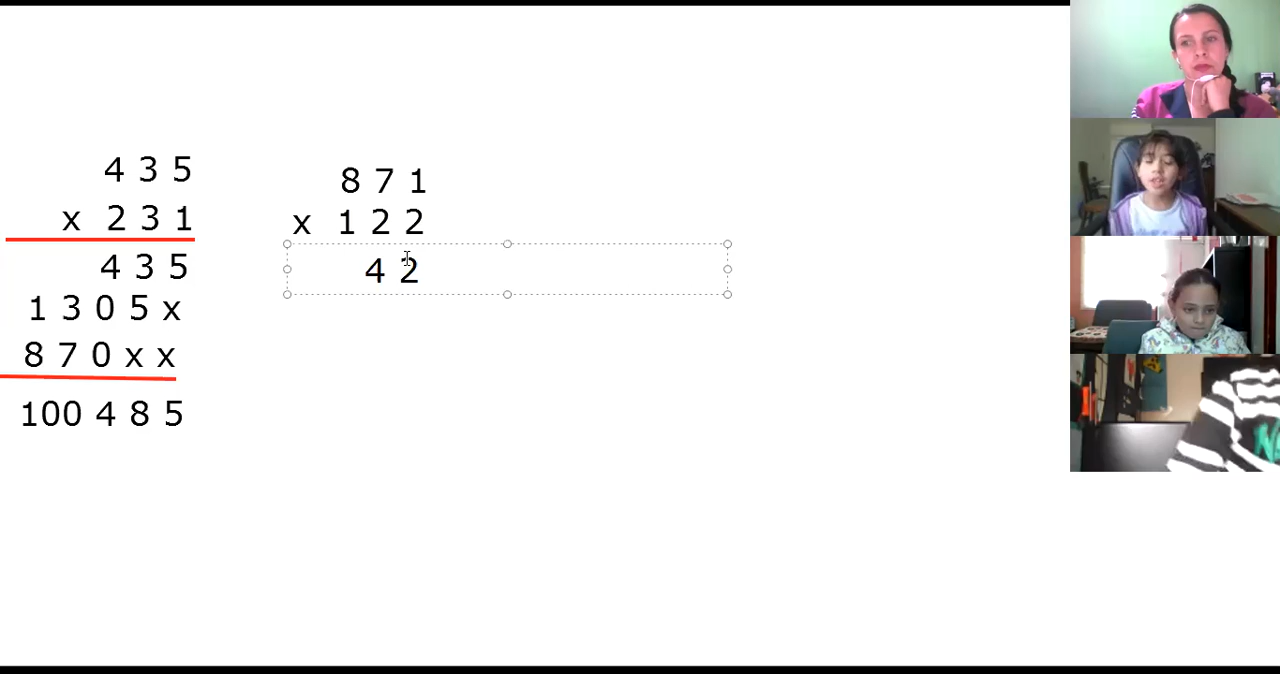 4 3 5
x 2 3 1
4 3 5
1 3 0 5 x
8 7 0 x x
100 4 8 5
8 7 1
x 1 2 2
4 2